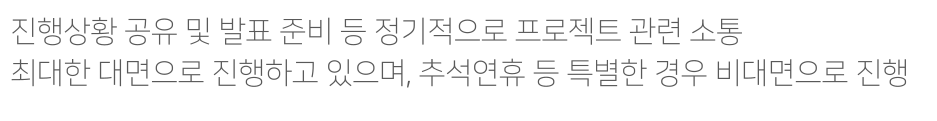 진행상황 공유 및 발표 준비 등 정기적으로 프로젝트 관련 소통
최대한 대면으로 진행하고 있으며, 추석연휴 등 특별한 경우 비대면으로 진행